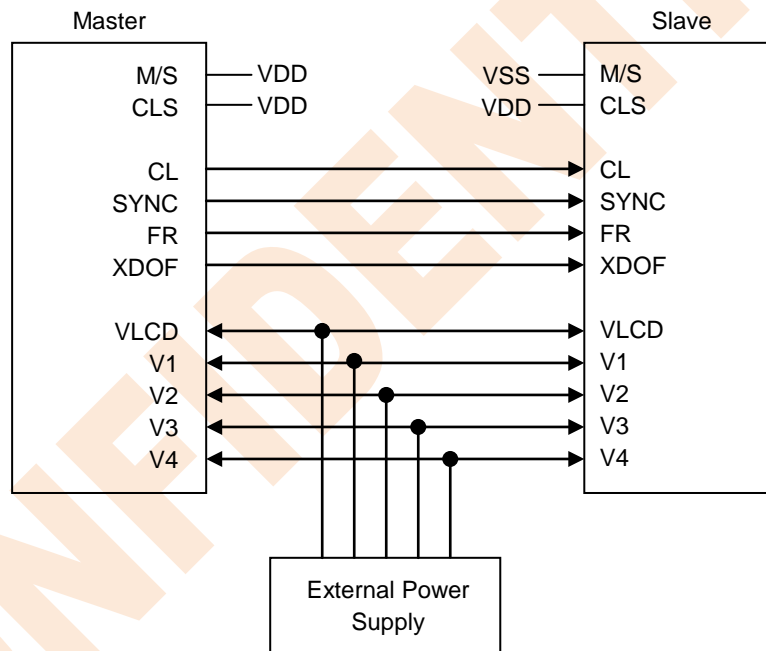 Master Slave
M/S VDD VSS M/S
CLS VDD VDD CLS
CL CL
SYNC SYNC
FR FR
XDOF XDOF
VLCD VLCD
V1 V1
V2 V2
V3 V3
V4 V4
External Power
Supply
NFIDENT